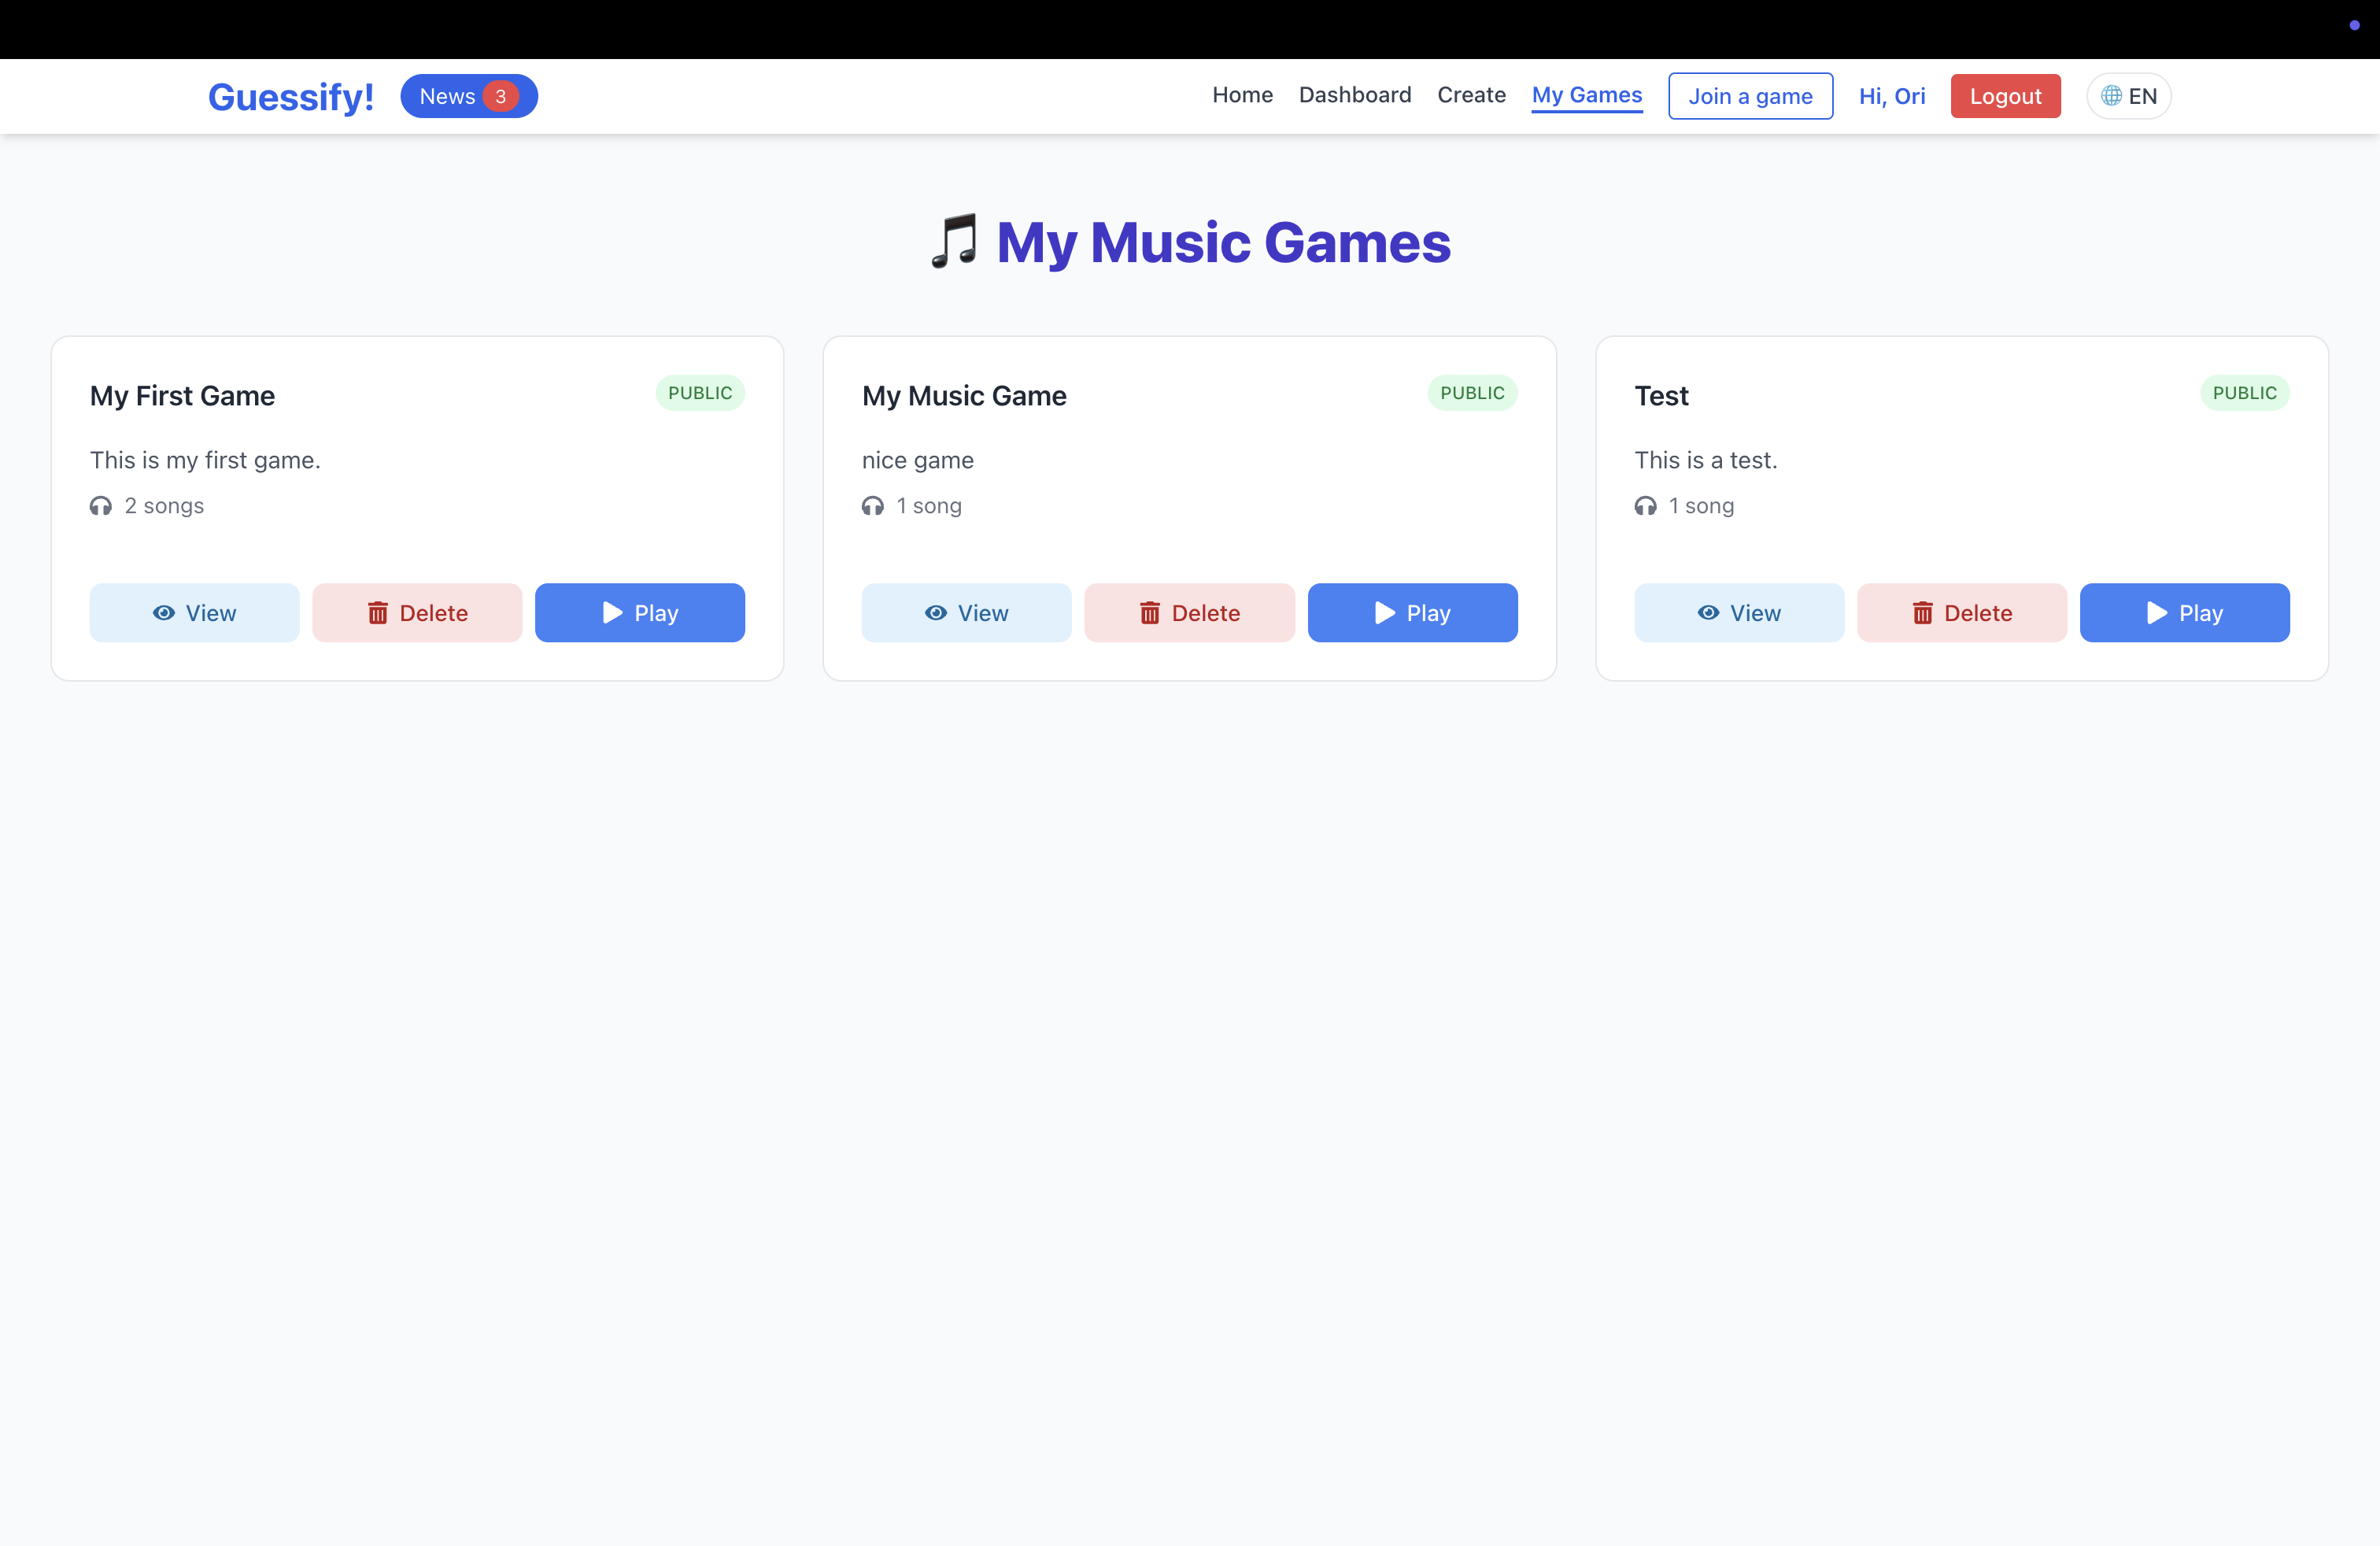 Guessify! News 3 Home Dashboard Create My Games Join a game Hi, Ori Logout EN
My Music Games
My First Game PUBLIC
This is my first game.
2 songs
View Delete Play
My Music Game PUBLIC
nice game
1 song
View Delete Play
Test PUBLIC
This is a test.
1 song
View Delete Play